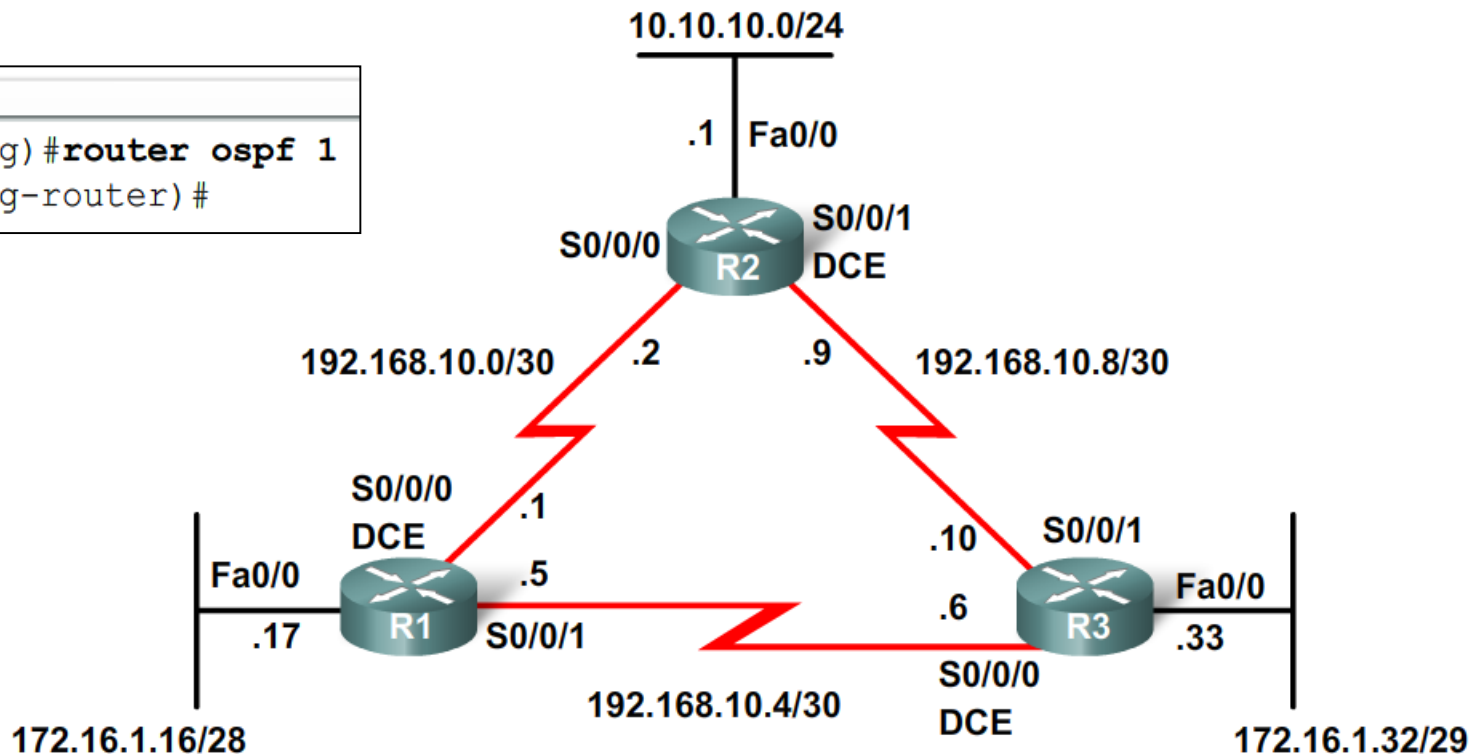 10.10.10.0/24
g)#router ospf 1
g-router)#
.1 Fa0/0
S0/0/0
S0/0/1
DCE
R2
192.168.10.0/30
.2
.9
192.168.10.8/30
S0/0/0
DCE
.1
.10
S0/0/1
Fa0/0
.17
R1
.5
S0/0/1
.6
R3
Fa0/0
.33
192.168.10.4/30
S0/0/0
DCE
172.16.1.16/28
172.16.1.32/29